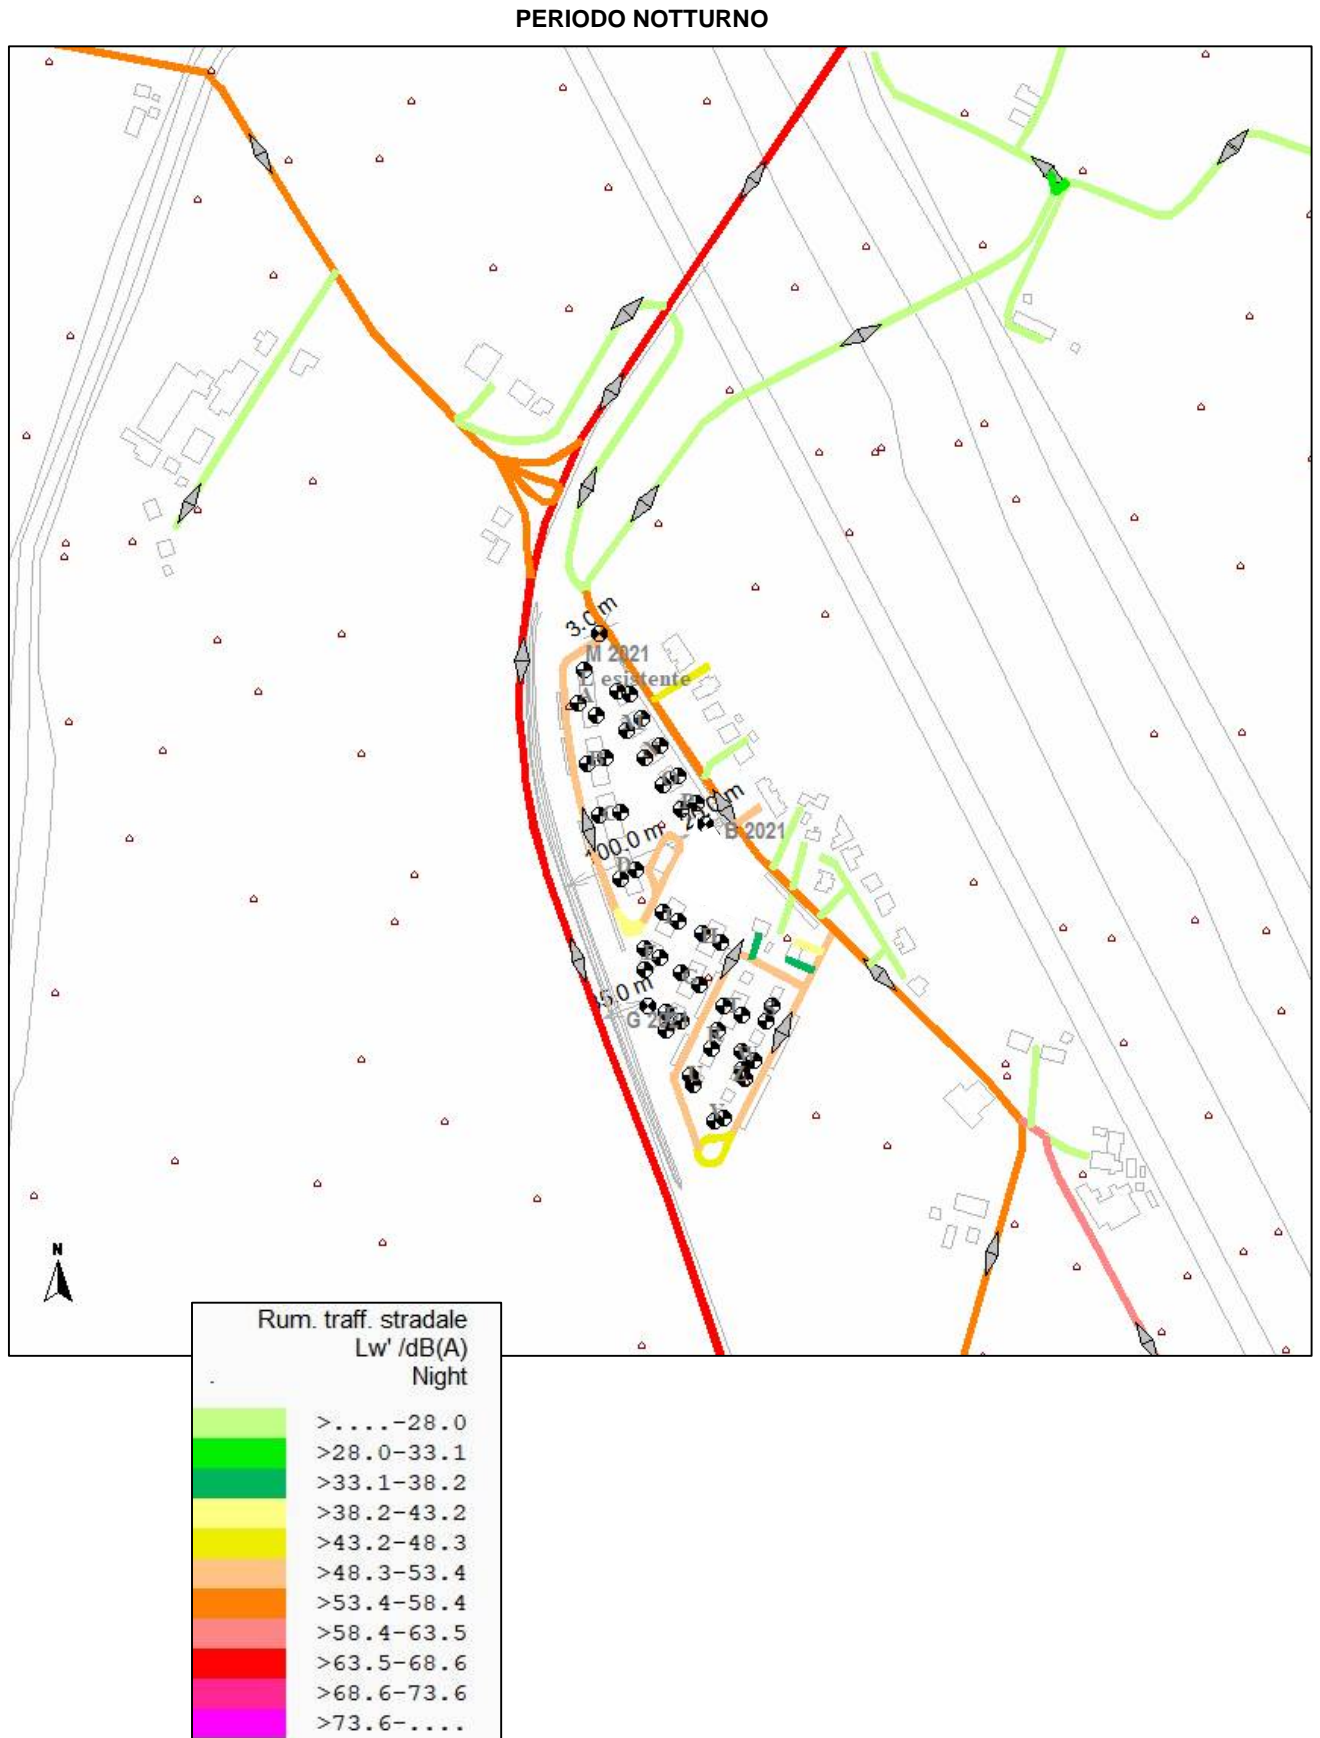 PERIODO NOTTURNO
3.0 m
M 2021
L esistente
A
M
N
B
C
B 2021
100.0 m
D
H
G
T
Z
N
Rum. traff. stradale
Lw' /dB(A)
Night
>....-28.0
>28.0-33.1
>33.1-38.2
>38.2-43.2
>43.2-48.3
>48.3-53.4
>53.4-58.4
>58.4-63.5
>63.5-68.6
>68.6-73.6
>73.6-....